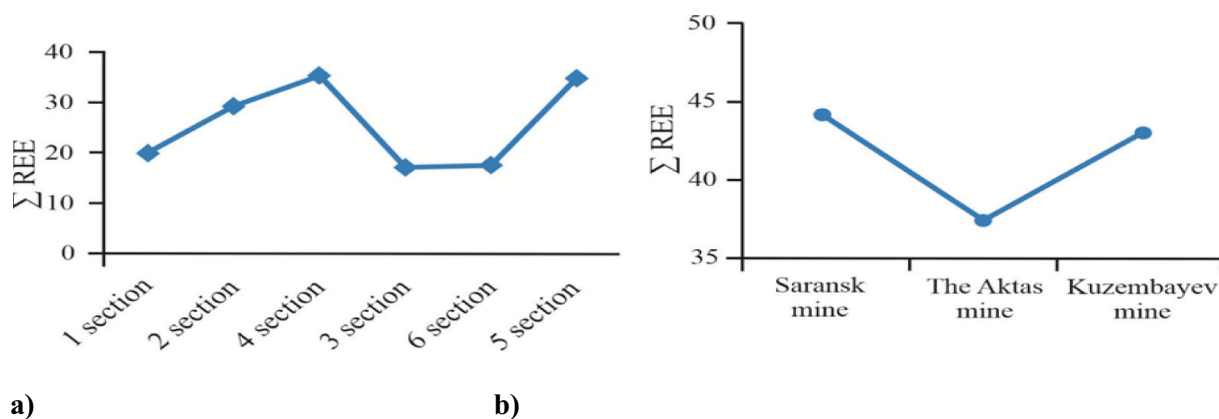 40
30
20
10
0
∑ REE
1 section
2 section
4 section
3 section
6 section
5 section
a)
50
45
40
35
∑ REE
Saransk
mine
The Aktas
mine
Kuzembayev
mine
b)